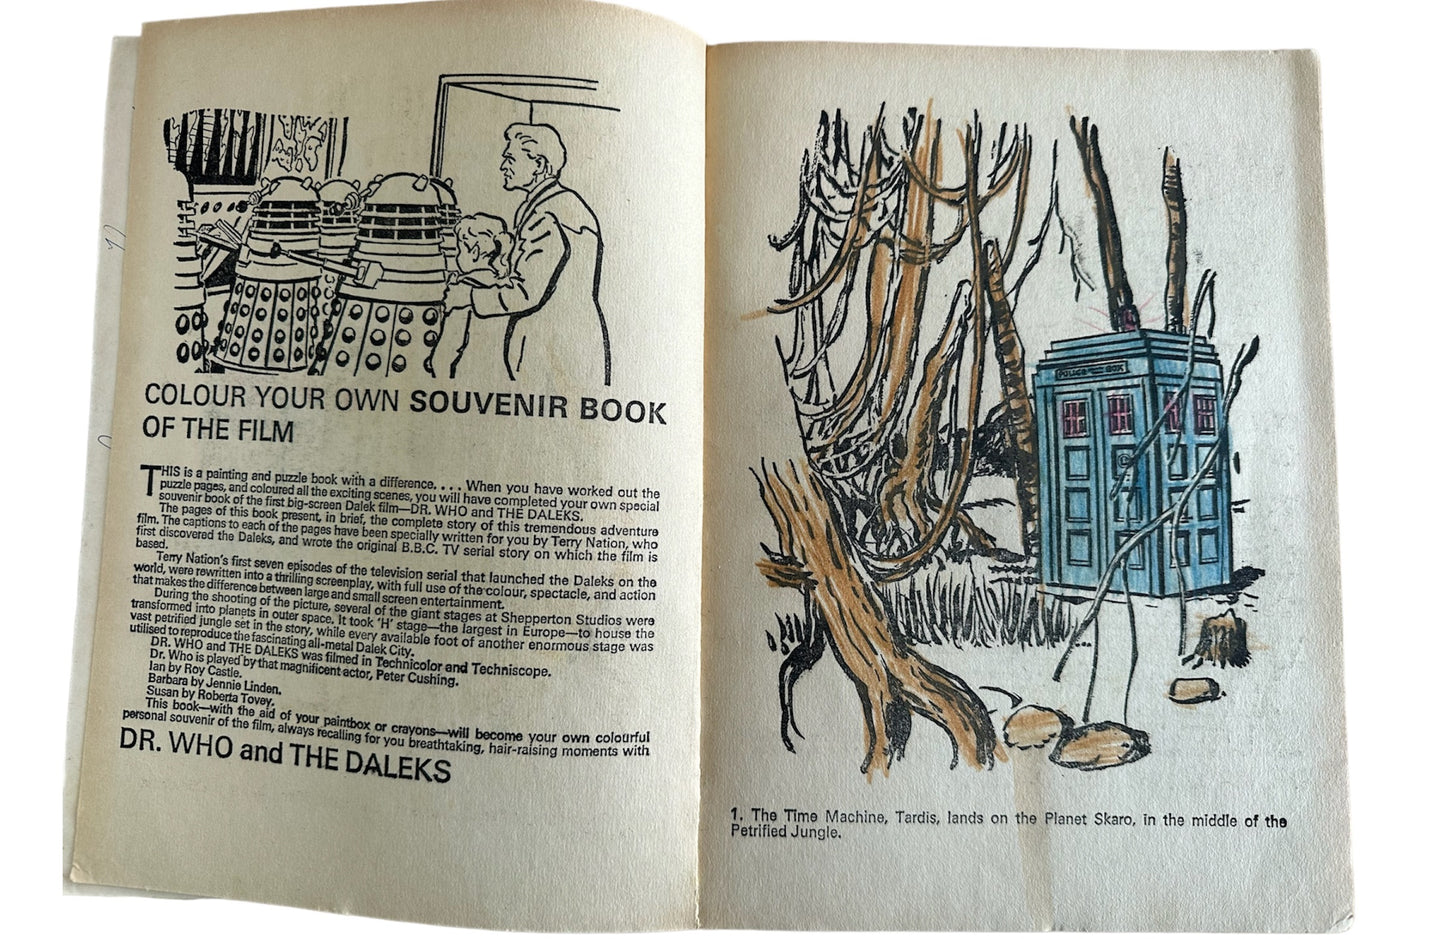 COLOUR YOUR OWN SOUVENIR BOOK
OF THE FILM
THIS is a painting and puzzle book with a difference. . . . When you have worked out the
puzzle pages, and coloured all the exciting scenes, you will have completed your own special
souvenir book of the first big-screen Dalek film—DR. WHO and THE DALEKS.
The pages of this book present, in brief, the complete story of this tremendous adventure
film. The captions to each of the pages have been specially written for you by Terry Nation, who
first discovered the Daleks, and wrote the original B.B.C. TV serial story on which the film is
based.
Terry Nation's first seven episodes of the television serial that launched the Daleks on the
world, were rewritten into a thrilling screenplay, with full use of the colour, spectacle, and action
that makes the difference between large and small screen entertainment.
During the shooting of the picture, several of the giant stages at Shepperton Studios were
transformed into planets in outer space. It took 'H' stage—the largest in Europe—to house the
vast petrified jungle set in the story, while every available foot of another enormous stage was
utilised to reproduce the fascinating all-metal Dalek City.
DR. WHO and THE DALEKS was filmed in Technicolor and Techniscope.
Dr. Who is played by that magnificent actor, Peter Cushing.
Ian by Roy Castle.
Barbara by Jennie Linden.
Susan by Roberta Tovey.
This book—with the aid of your paintbox or crayons—will become your own colourful
personal souvenir of the film, always recalling for you breathtaking, hair-raising moments with
DR. WHO and THE DALEKS
POLICE BOX
1. The Time Machine, Tardis, lands on the Planet Skaro, in the middle of the
Petrified Jungle.